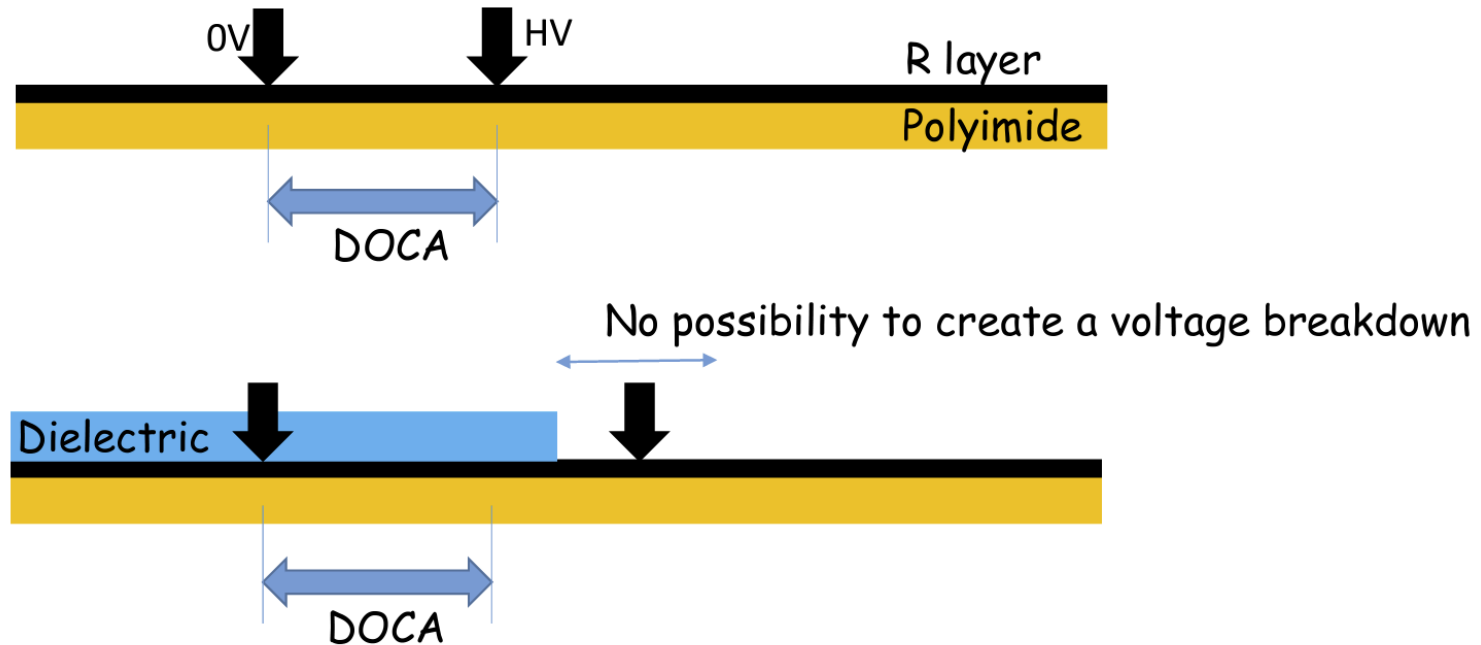 0V
HV
R layer
Polyimide
DOCA
No possibility to create a voltage breakdown
Dielectric
DOCA